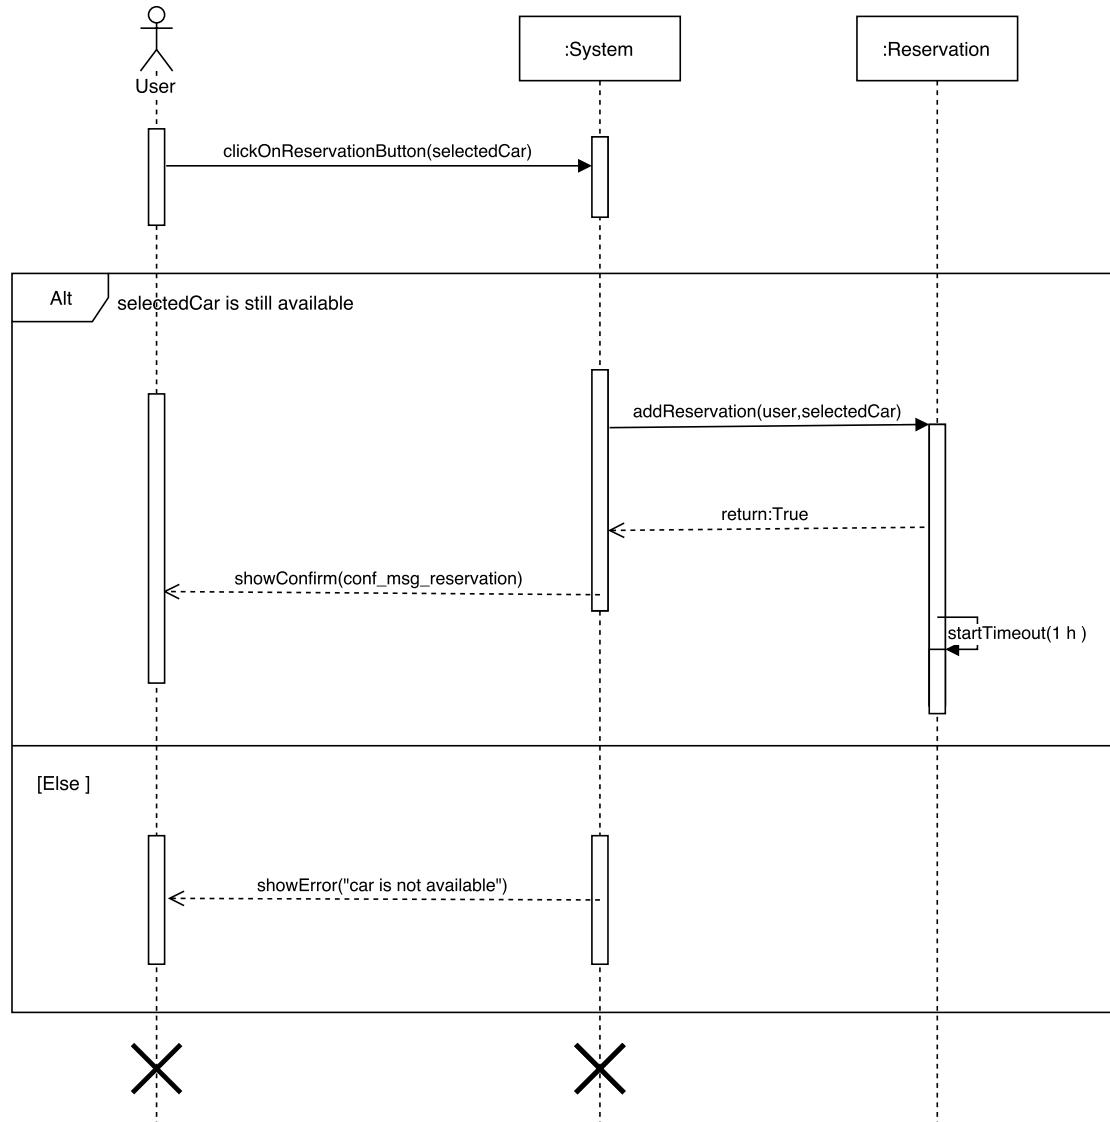 User
:System
:Reservation
clickOnReservationButton(selectedCar)
Alt
selectedCar is still available
addReservation(user,selectedCar)
return:True
showConfirm(conf_msg_reservation)
startTimeout(1 h )
[Else ]
showError("car is not available")